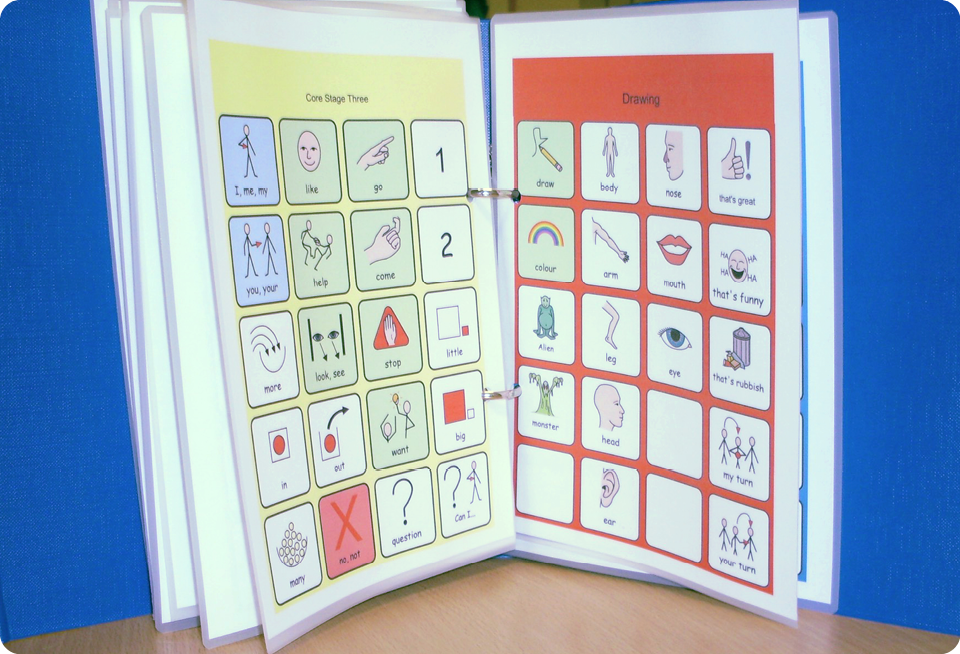 Core Stage Three
I, me, my
like
go
1
you, your
help
come
2
more
look, see
stop
little
in
out
want
big
many
X
no, not
?
question
?
Can I...
Drawing
draw
body
nose
!
that's great
colour
arm
mouth
HA HA
HA HA
that's funny
Alien
leg
eye
that's rubbish
monster
head
my turn
ear
your turn